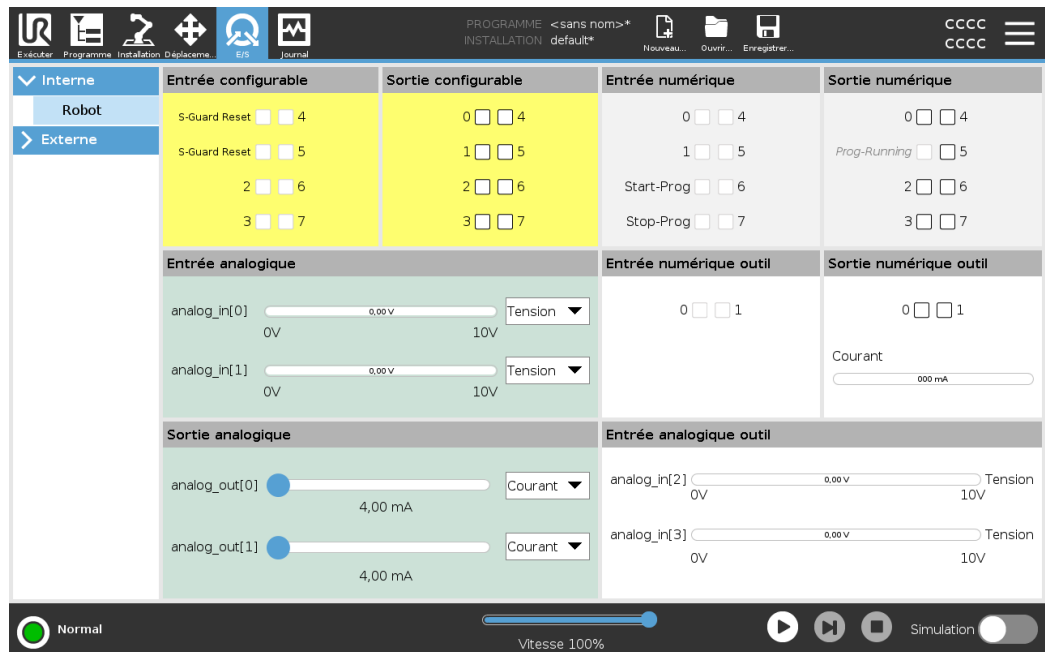 PROGRAMME <sans nom>*
INSTALLATION default*
CCCC
CCCC
UR
Exécuter Programme Installation Déplaceme... E/S Journal
Nouveau... Ouvrir... Enregistrer...
Interne
Robot
Externe
Entrée configurable
S-Guard Reset 4
S-Guard Reset 5
2 6
3 7
Sortie configurable
0 4
1 5
2 6
3 7
Entrée numérique
0 4
1 5
Start-Prog 6
Stop-Prog 7
Sortie numérique
0 4
Prog-Running 5
2 6
3 7
Entrée analogique
analog_in[0] 0,00 V Tension
0V 10V
analog_in[1] 0,00 V Tension
0V 10V
Entrée numérique outil
0 1
Sortie numérique outil
0 1
Courant
000 mA
Sortie analogique
analog_out[0] Courant
4,00 mA
analog_out[1] Courant
4,00 mA
Entrée analogique outil
analog_in[2] 0,00 V Tension
0V 10V
analog_in[3] 0,00 V Tension
0V 10V
Normal
Vitesse 100%
Simulation